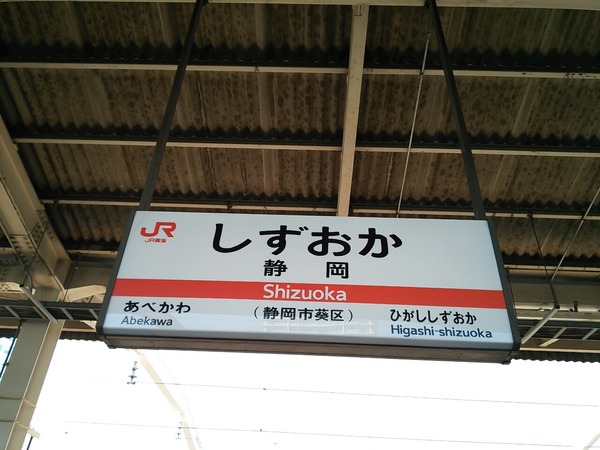 JR
JR東海
しずおか
静岡
Shizuoka
あべかわ
Abekawa
（静岡市葵区）
ひがししずおか
Higashi-shizuoka